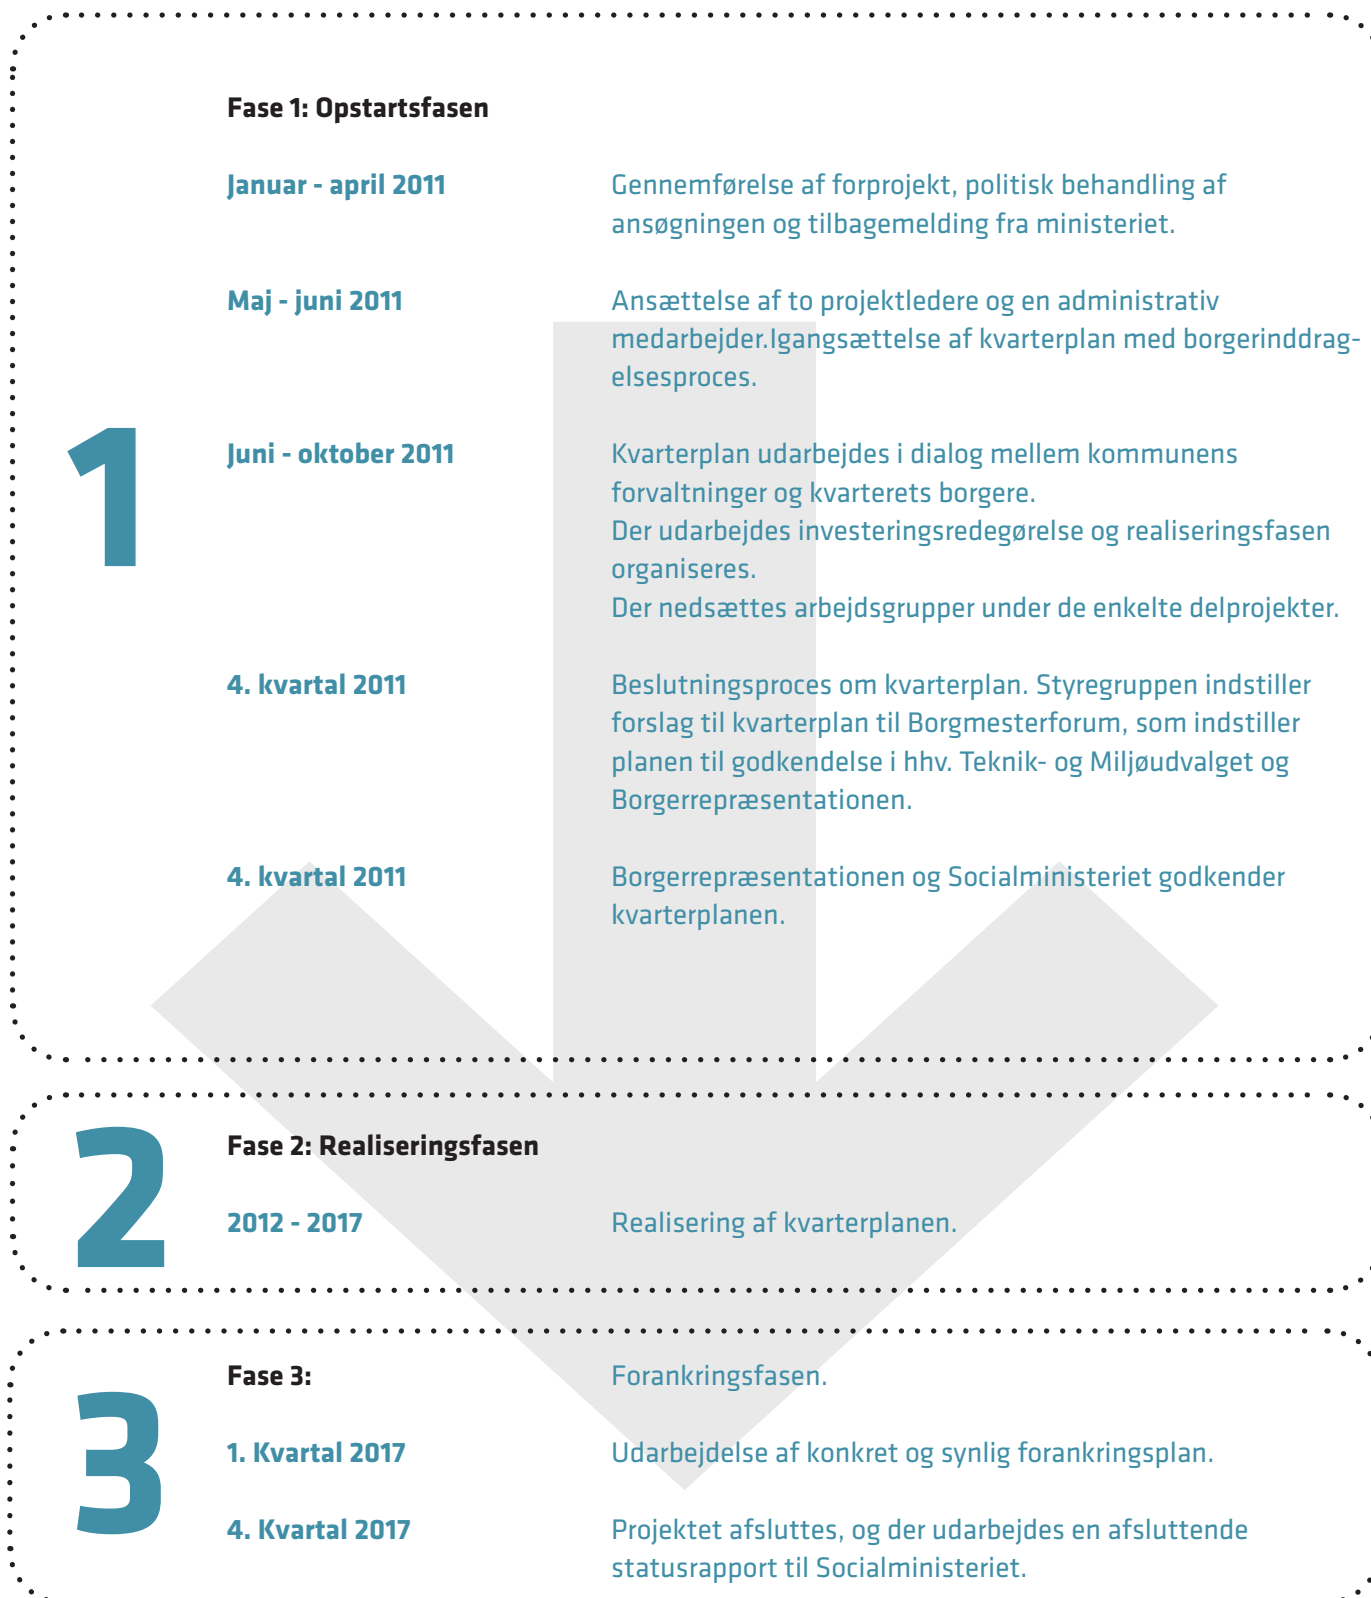 1
Fase 1: Opstartsfasen
Januar - april 2011
Gennemførelse af forprojekt, politisk behandling af
ansøgningen og tilbagemelding fra ministeriet.
Maj - juni 2011
Ansættelse af to projektledere og en administrativ
medarbejder.Igangsættelse af kvarterplan med borgerinddrag-
elsesproces.
Juni - oktober 2011
Kvarterplan udarbejdes i dialog mellem kommunens
forvaltninger og kvarterets borgere.
Der udarbejdes investeringsredegørelse og realiseringsfasen
organiseres.
Der nedsættes arbejdsgrupper under de enkelte delprojekter.
4. kvartal 2011
Beslutningsproces om kvarterplan. Styregruppen indstiller
forslag til kvarterplan til Borgmesterforum, som indstiller
planen til godkendelse i hhv. Teknik- og Miljøudvalget og
Borgerrepræsentationen.
4. kvartal 2011
Borgerrepræsentationen og Socialministeriet godkender
kvarterplanen.
2
Fase 2: Realiseringsfasen
2012 - 2017
Realisering af kvarterplanen.
3
Fase 3:
Forankringsfasen.
1. Kvartal 2017
Udarbejdelse af konkret og synlig forankringsplan.
4. Kvartal 2017
Projektet afsluttes, og der udarbejdes en afsluttende
statusrapport til Socialministeriet.